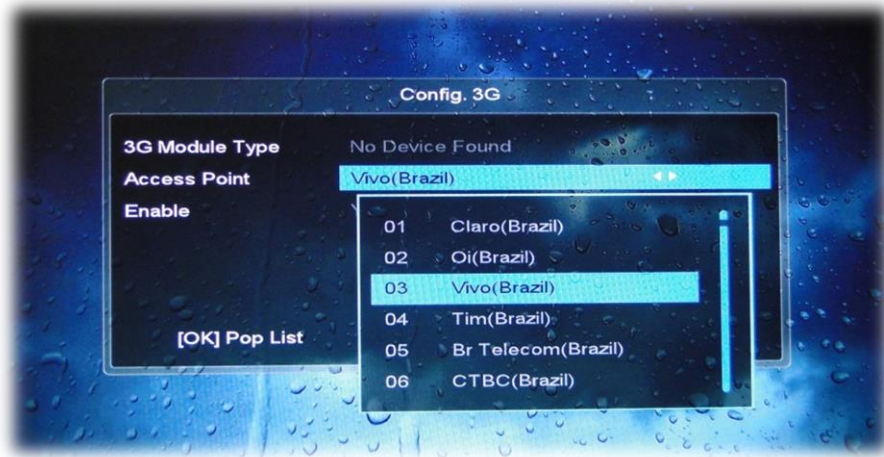 Config. 3G
3G Module Type No Device Found
Access Point Vivo(Brazil)
Enable
01 Claro(Brazil)
02 Oi(Brazil)
03 Vivo(Brazil)
04 Tim(Brazil)
[OK] Pop List
05 Br Telecom(Brazil)
06 CTBC(Brazil)